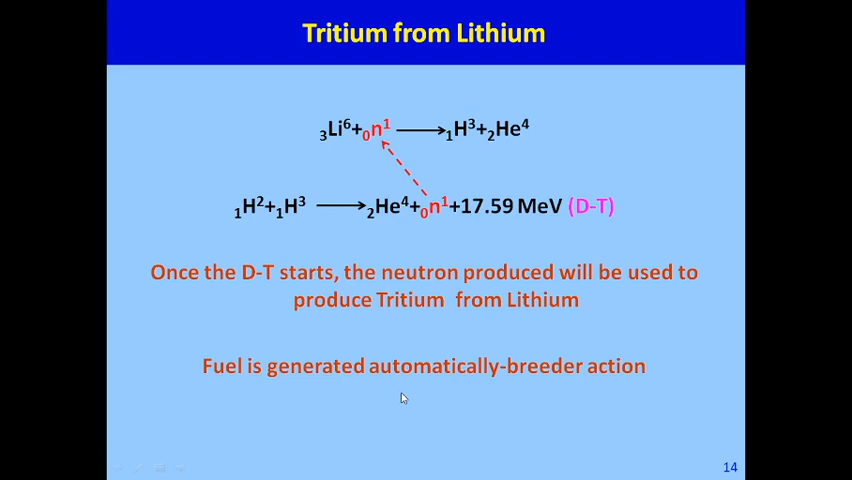 Tritium from Lithium
₃Li⁶+₀n¹ ⟶ ₁H³+₂He⁴
₁H²+₁H³ ⟶ ₂He⁴+₀n¹+17.59 MeV (D-T)
Once the D-T starts, the neutron produced will be used to
produce Tritium from Lithium
Fuel is generated automatically-breeder action
14